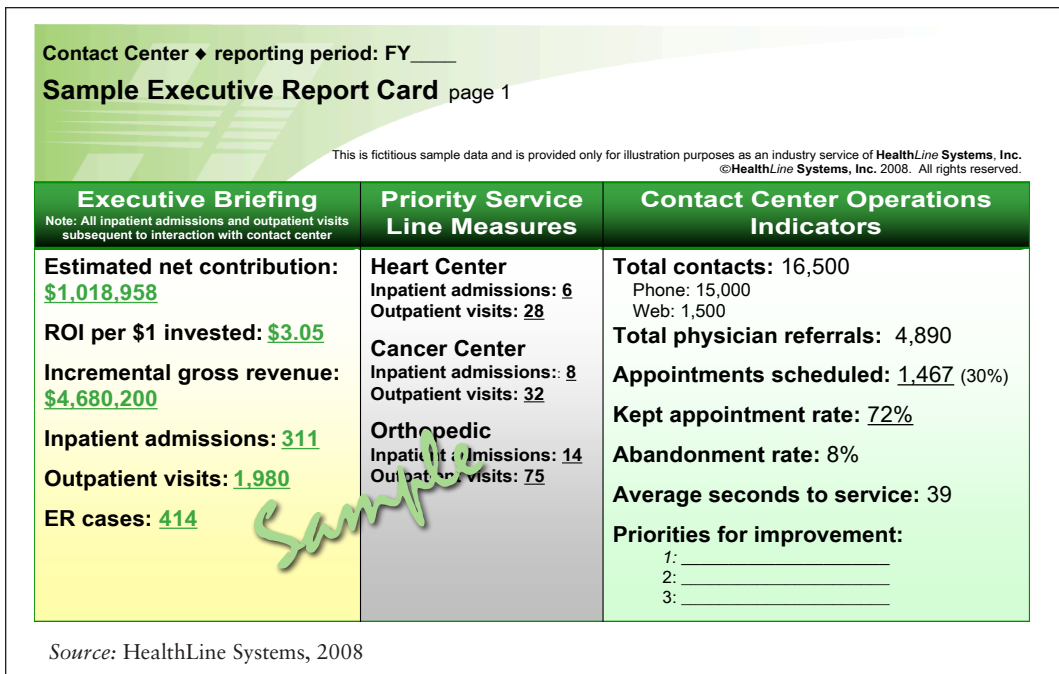 Contact Center ◆ reporting period: FY____
Sample Executive Report Card page 1
This is fictitious sample data and is provided only for illustration purposes as an industry service of HealthLine Systems, Inc.
©HealthLine Systems, Inc. 2008. All rights reserved.
Executive Briefing
Note: All inpatient admissions and outpatient visits
subsequent to interaction with contact center
Estimated net contribution:
$1,018,958
ROI per $1 invested: $3.05
Incremental gross revenue:
$4,680,200
Inpatient admissions: 311
Outpatient visits: 1,980
ER cases: 414
Priority Service
Line Measures
Heart Center
Inpatient admissions: 6
Outpatient visits: 28
Cancer Center
Inpatient admissions:: 8
Outpatient visits: 32
Orthopedic
Inpatient admissions: 14
Outpatient visits: 75
Sample
Contact Center Operations
Indicators
Total contacts: 16,500
Phone: 15,000
Web: 1,500
Total physician referrals: 4,890
Appointments scheduled: 1,467 (30%)
Kept appointment rate: 72%
Abandonment rate: 8%
Average seconds to service: 39
Priorities for improvement:
1: ____________________
2: ____________________
3: ____________________
Source: HealthLine Systems, 2008